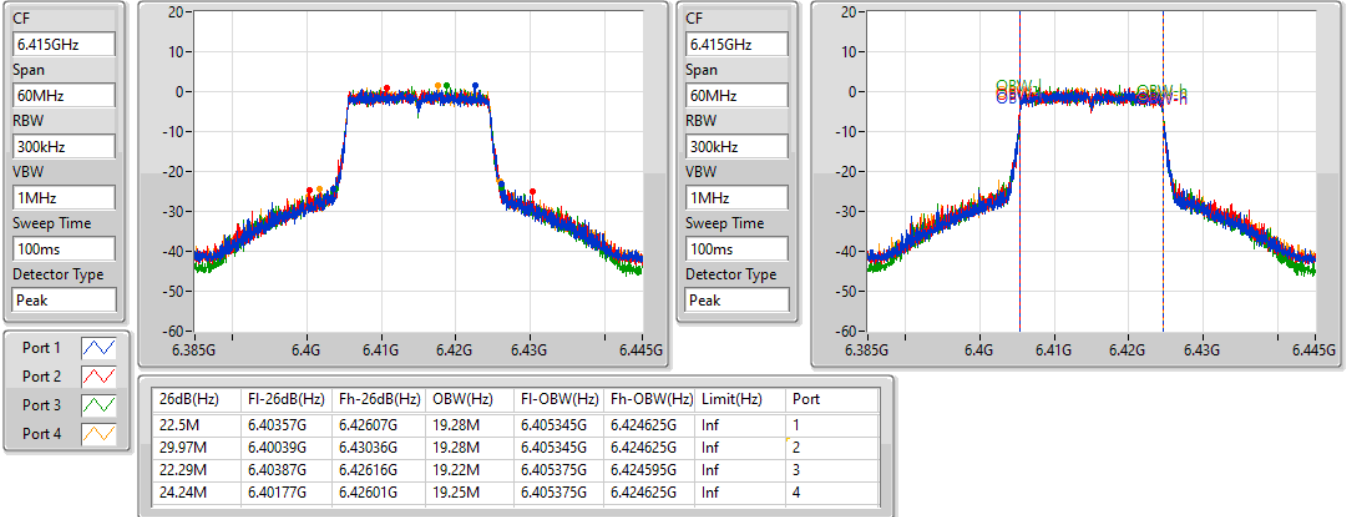 CF
6.415GHz
Span
60MHz
RBW
300kHz
VBW
1MHz
Sweep Time
100ms
Detector Type
Peak
20
10
0
-10
-20
-30
-40
-50
-60
6.385G 6.4G 6.41G 6.42G 6.43G 6.445G
CF
6.415GHz
Span
60MHz
RBW
300kHz
VBW
1MHz
Sweep Time
100ms
Detector Type
Peak
20
10
0
-10
-20
-30
-40
-50
-60
OBW-h
6.385G 6.4G 6.41G 6.42G 6.43G 6.445G
Port 1
Port 2
Port 3
Port 4
26dB(Hz) Fl-26dB(Hz) Fh-26dB(Hz) OBW(Hz) Fl-OBW(Hz) Fh-OBW(Hz) Limit(Hz) Port
22.5M 6.40357G 6.42607G 19.28M 6.405345G 6.424625G Inf 1
29.97M 6.40039G 6.43036G 19.28M 6.405345G 6.424625G Inf 2
22.29M 6.40387G 6.42616G 19.22M 6.405375G 6.424595G Inf 3
24.24M 6.40177G 6.42601G 19.25M 6.405375G 6.424625G Inf 4